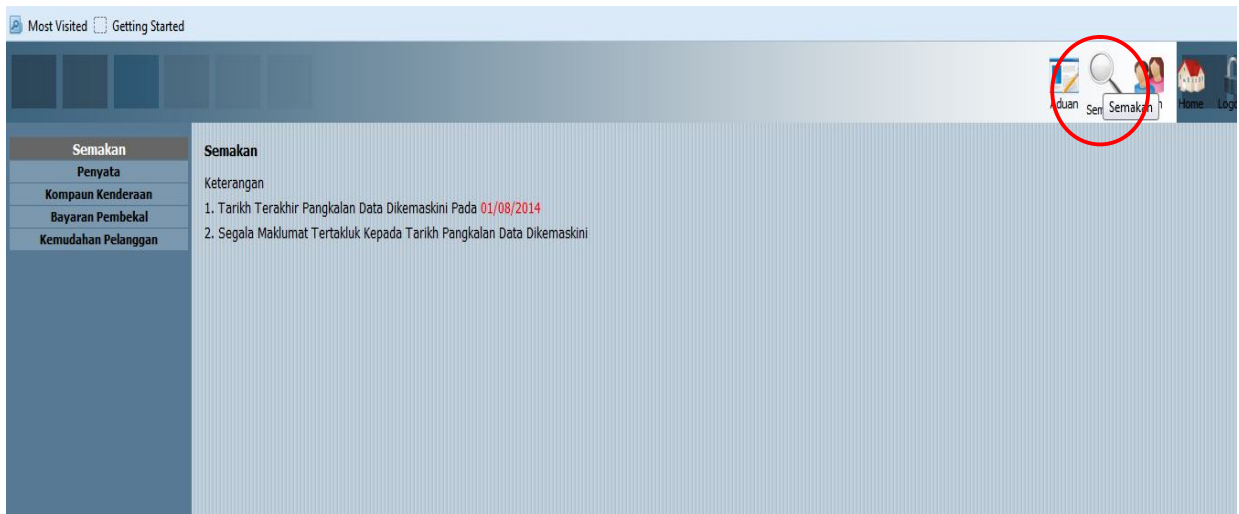 Most Visited Getting Started
Aduan Sem Semakan Home
Semakan
Penyata
Kompaun Kenderaan
Bayaran Pembekal
Kemudahan Pelanggan
Semakan
Keterangan
1. Tarikh Terakhir Pangkalan Data Dikemaskini Pada 01/08/2014
2. Segala Maklumat Tertakluk Kepada Tarikh Pangkalan Data Dikemaskini